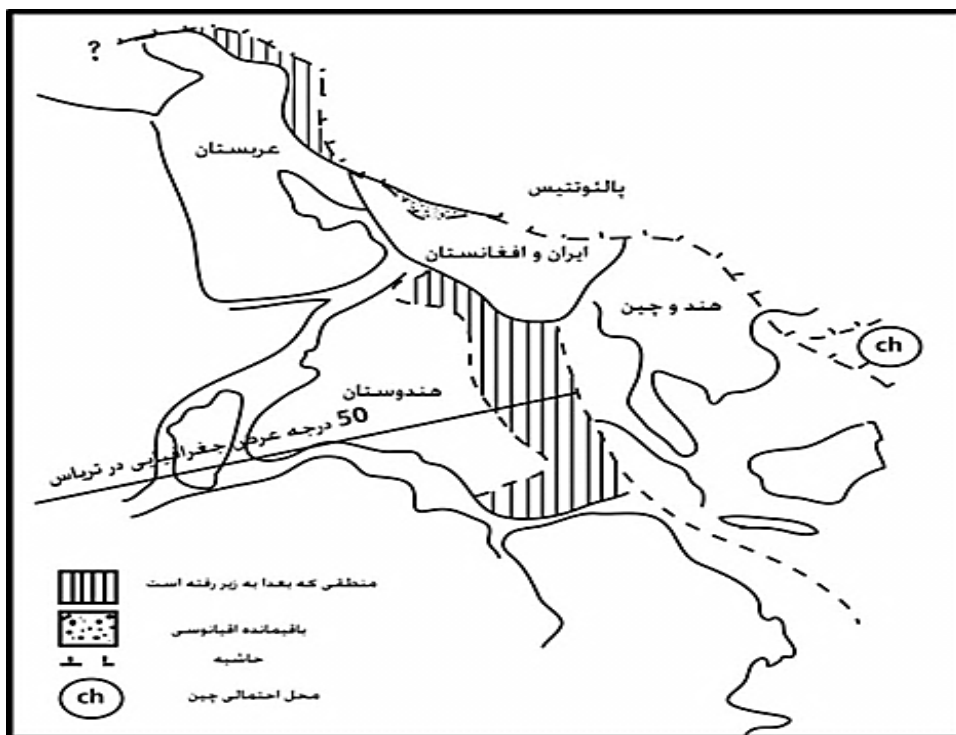 ?
عربستان
پالئوتتیس
ایران و افغانستان
هند و چین
ch
هندوستان
50 درجه عرض جغرافیایی در تریاس
منطقی که بعدا به زیر رفته است
باقیمانده اقیانوسی
حاشیه
ch
محل احتمالی چین